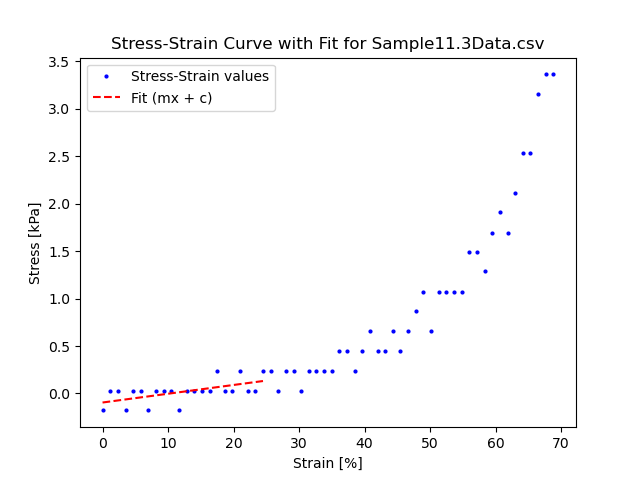 Stress-Strain Curve with Fit for Sample11.3Data.csv
Stress-Strain values
Fit (mx + c)
Stress [kPa]
3.5
3.0
2.5
2.0
1.5
1.0
0.5
0.0
0 10 20 30 40 50 60 70
Strain [%]